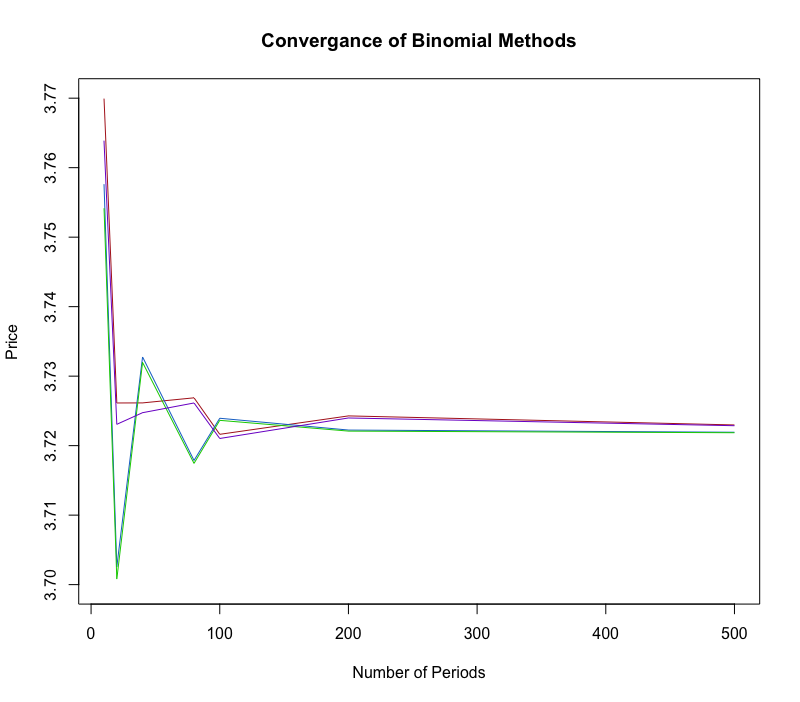 Convergance of Binomial Methods
3.77
3.76
3.75
3.74
3.73
3.72
3.71
3.70
Price
0 100 200 300 400 500
Number of Periods